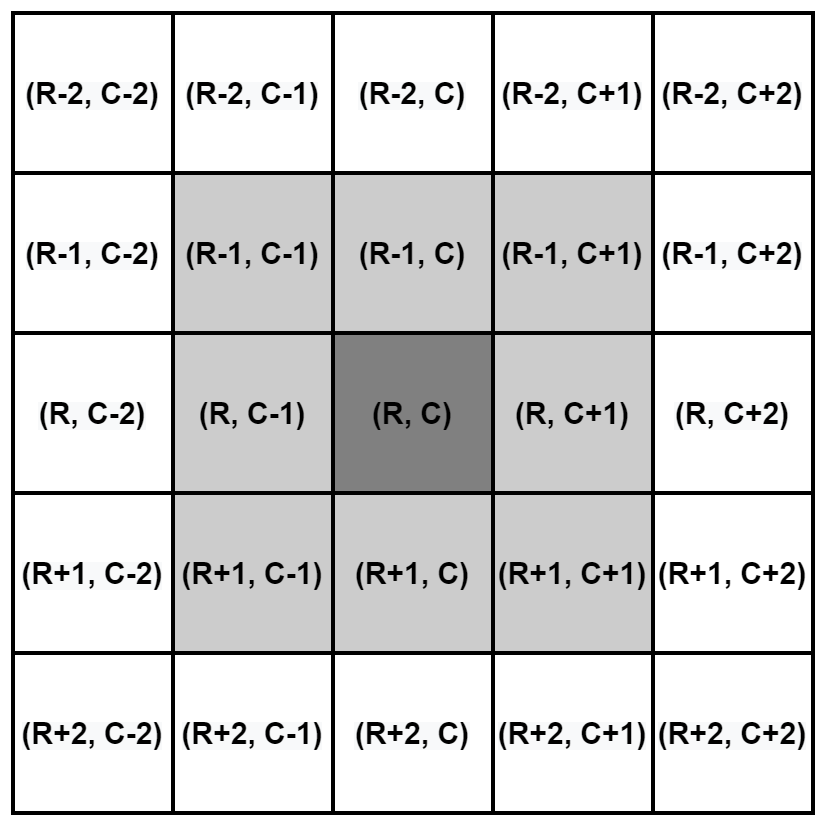 (R-2, C-2) (R-2, C-1) (R-2, C) (R-2, C+1) (R-2, C+2)
(R-1, C-2) (R-1, C-1) (R-1, C) (R-1, C+1) (R-1, C+2)
(R, C-2) (R, C-1) (R, C) (R, C+1) (R, C+2)
(R+1, C-2) (R+1, C-1) (R+1, C) (R+1, C+1) (R+1, C+2)
(R+2, C-2) (R+2, C-1) (R+2, C) (R+2, C+1) (R+2, C+2)